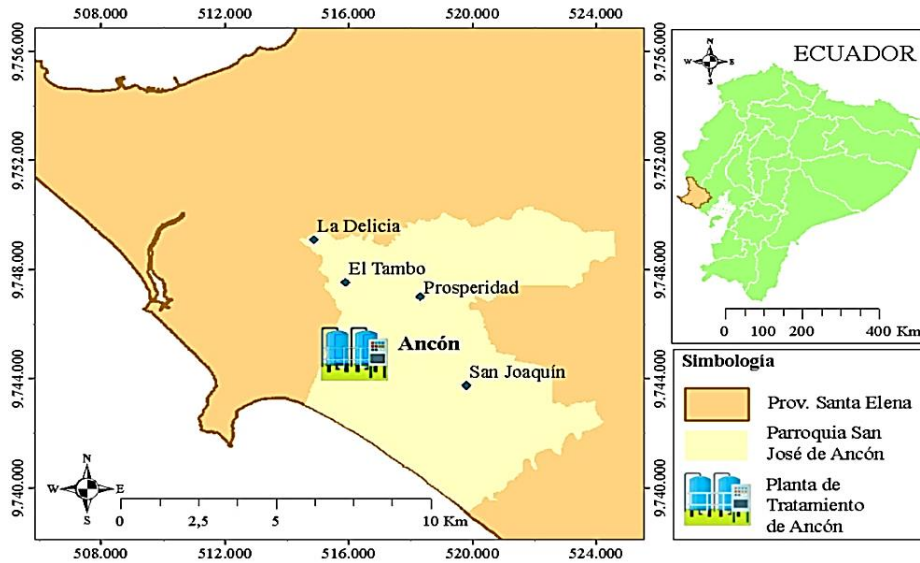 508.000 512.000 516.000 520.000 524.000
9.756.000
9.752.000
9.748.000
9.744.000
9.740.000
La Delicia
El Tambo
Prosperidad
Ancón
San Joaquín
N
W E
S
0 2,5 5 10 Km
508.000 512.000 516.000 520.000 524.000
9.756.000
9.752.000
9.748.000
9.744.000
9.740.000
N
W E
S
ECUADOR
0 100 200 400 Km
Simbología
Prov. Santa Elena
Parroquia San
José de Ancón
Planta de
Tratamiento
de Ancón